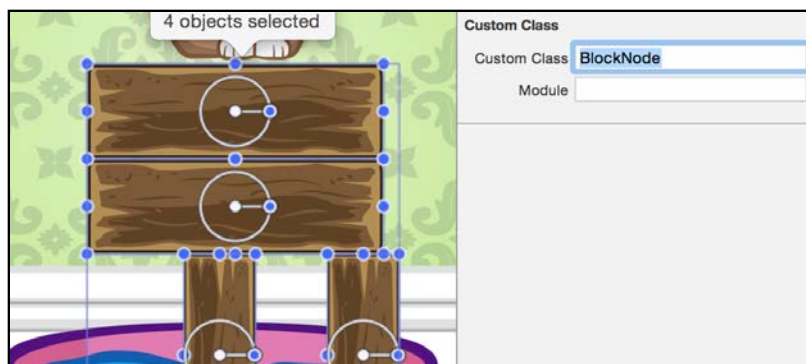 4 objects selected
Custom Class
Custom Class BlockNode
Module